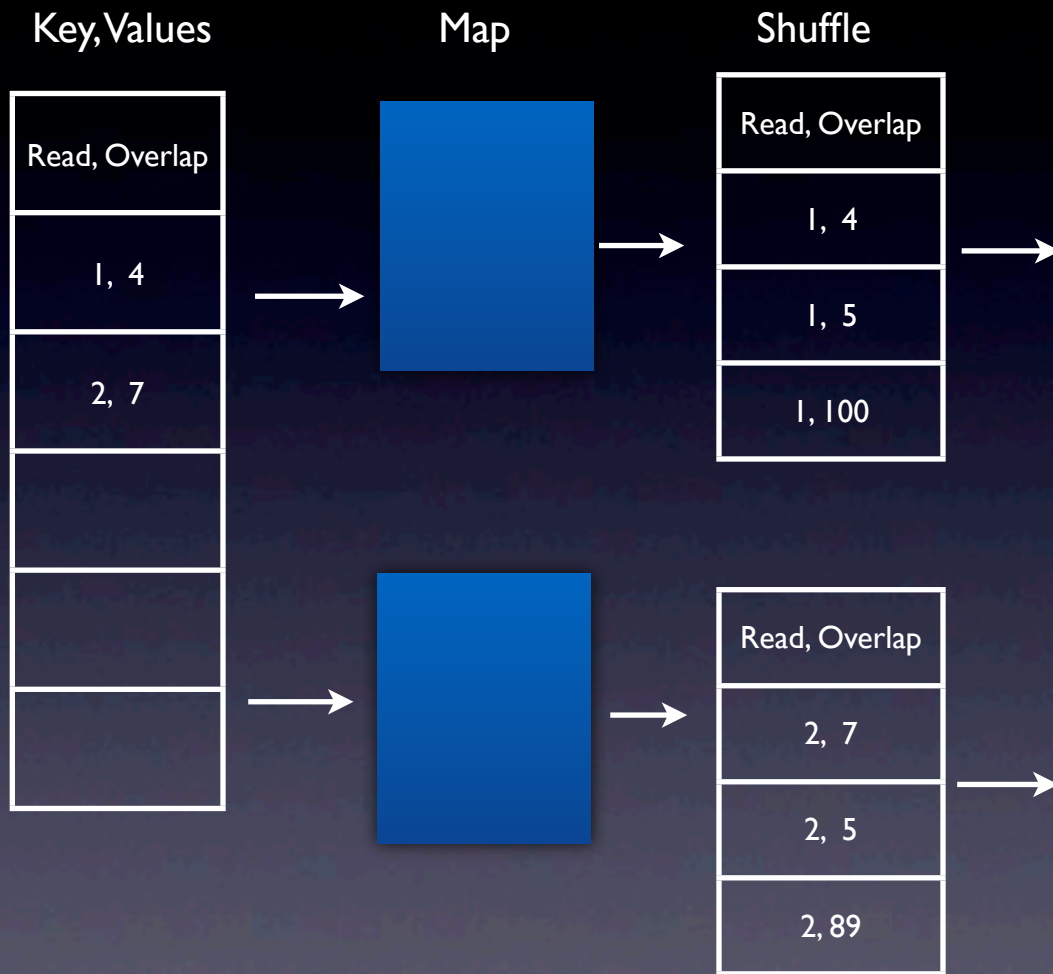 Key, Values
Map
Shuffle
Read, Overlap
1, 4
2, 7
Read, Overlap
1, 4
1, 5
1, 100
Read, Overlap
2, 7
2, 5
2, 89